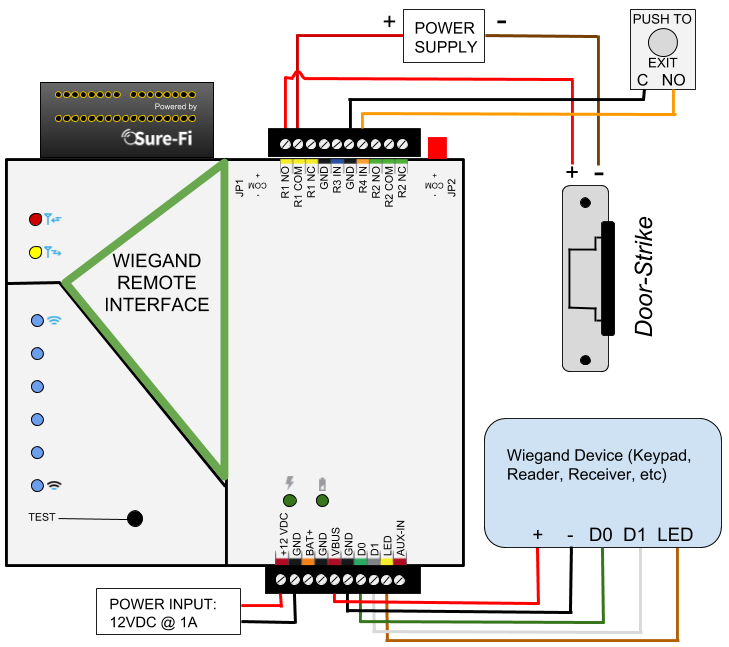 + POWER SUPPLY -
PUSH TO
EXIT
C NO
Powered by
Sure-Fi
+ -
JP1
+ COM -
R1 NO
R1 COM
R1 NC
GND
R3 IN
GND
R4 IN
R2 NO
R2 COM
R2 NC
+ COM -
JP2
WIEGAND
REMOTE
INTERFACE
Door-Strike
Wiegand Device (Keypad,
Reader, Receiver, etc)
+ - D0 D1 LED
TEST
+12 VDC
GND
BAT+
GND
VBUS
GND
D0
D1
LED
AUX-IN
POWER INPUT:
12VDC @ 1A